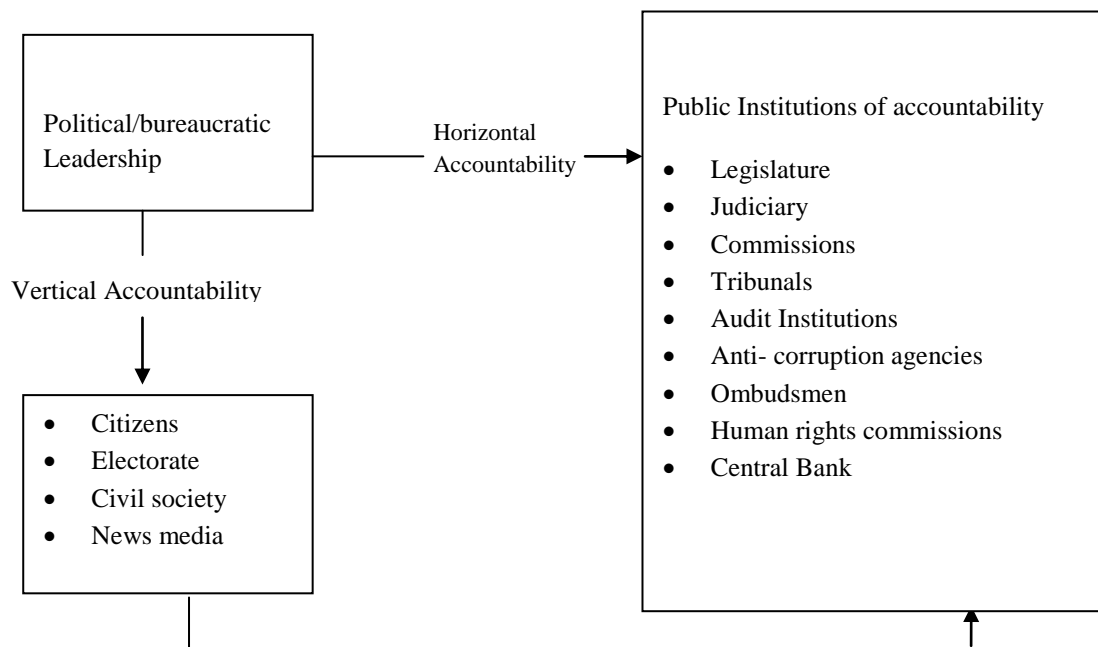 Political/bureaucratic
Leadership
Horizontal
Accountability
Public Institutions of accountability
• Legislature
• Judiciary
• Commissions
• Tribunals
• Audit Institutions
• Anti- corruption agencies
• Ombudsmen
• Human rights commissions
• Central Bank
Vertical Accountability
• Citizens
• Electorate
• Civil society
• News media